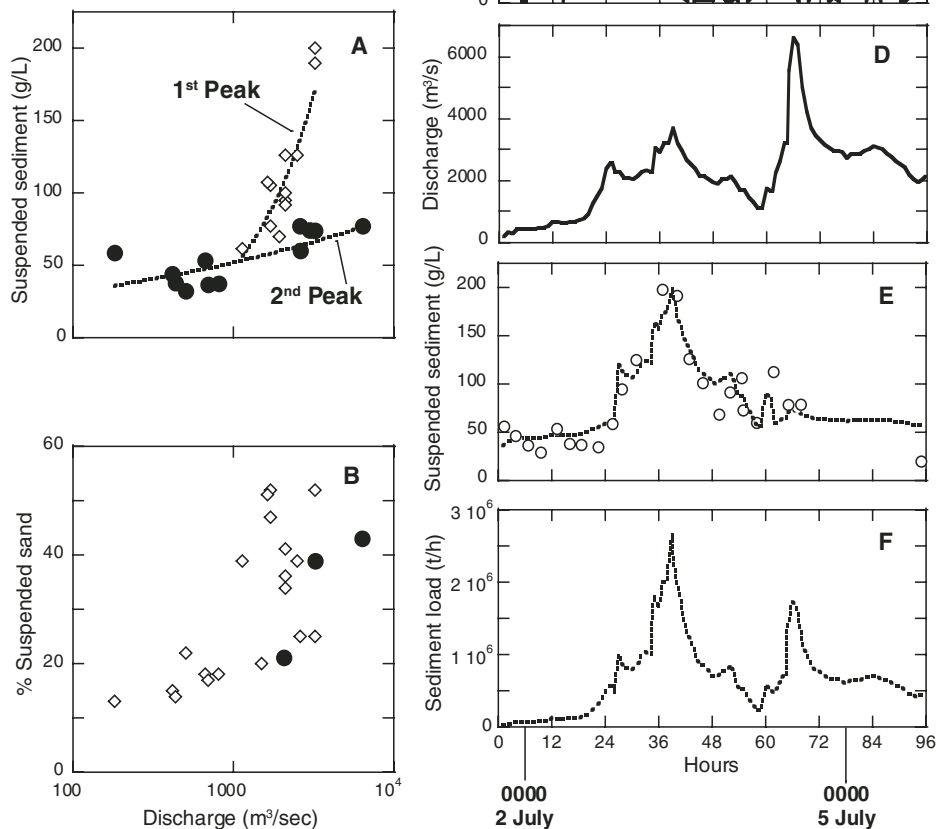 Suspended sediment (g/L)
200
150
100
50
0
A
1st Peak
2nd Peak
% Suspended sand
60
40
20
0
B
100
1000
10^4
Discharge (m³/sec)
0
Discharge (m³/s)
6000
4000
2000
0
D
Suspended sediment (g/L)
200
150
100
50
0
E
Sediment load (t/h)
3 10^6
2 10^6
1 10^6
0
F
0 12 24 36 48 60 72 84 96
Hours
0000
2 July
0000
5 July